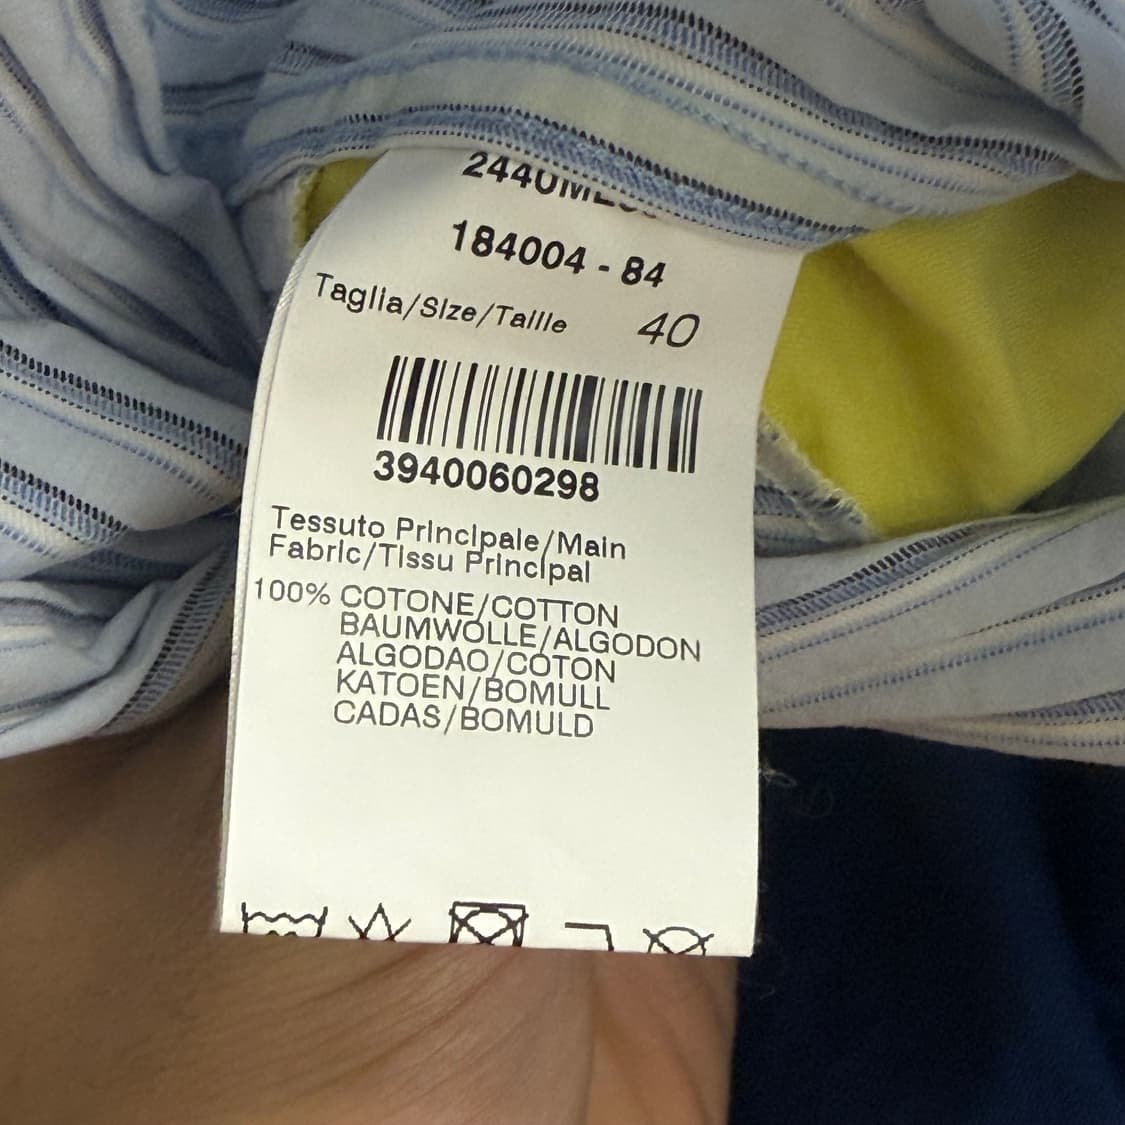 184004 - 84
Taglia/Size/Taille 40
3940060298
Tessuto Principale/Main
Fabric/Tissu Principal
100% COTONE/COTTON
BAUMWOLLE/ALGODON
ALGODAO/COTON
KATOEN/BOMULL
CADAS/BOMULD